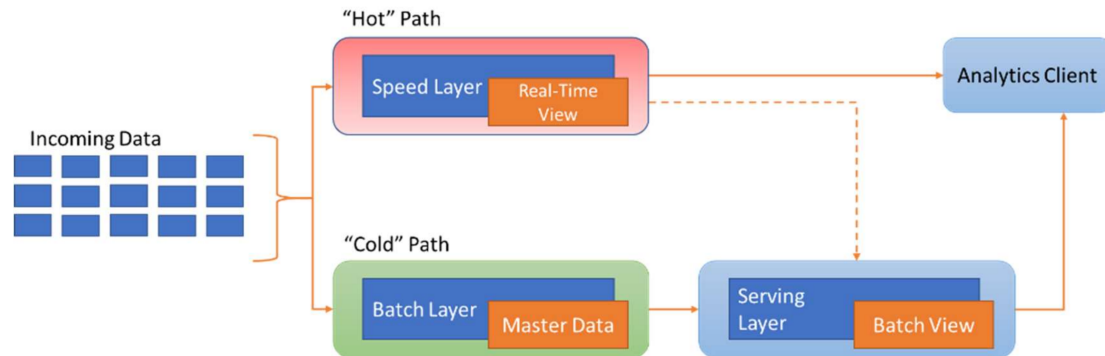 “Hot” Path
Speed Layer
Real-Time
View
Analytics Client
Incoming Data
“Cold” Path
Batch Layer
Master Data
Serving
Layer
Batch View